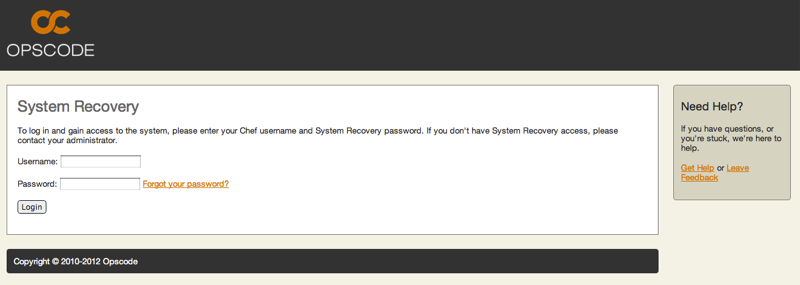 OPSCODE
System Recovery
To log in and gain access to the system, please enter your Chef username and System Recovery password. If you don't have System Recovery access, please
contact your administrator.
Username:
Password: Forgot your password?
Login
Need Help?
If you have questions, or
you're stuck, we're here to
help.
Get Help or Leave
Feedback
Copyright © 2010-2012 Opscode